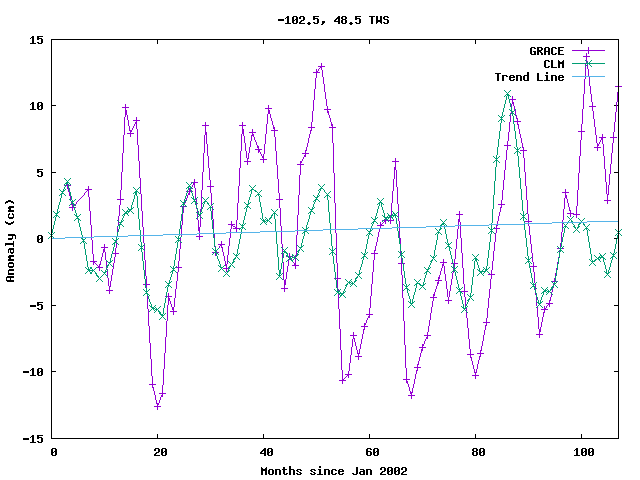 -102.5, 48.5 TWS
15
GRACE
CLM
Trend Line
10
5
0
-5
-10
-15
Anomaly (cm)
0 20 40 60 80 100
Months since Jan 2002